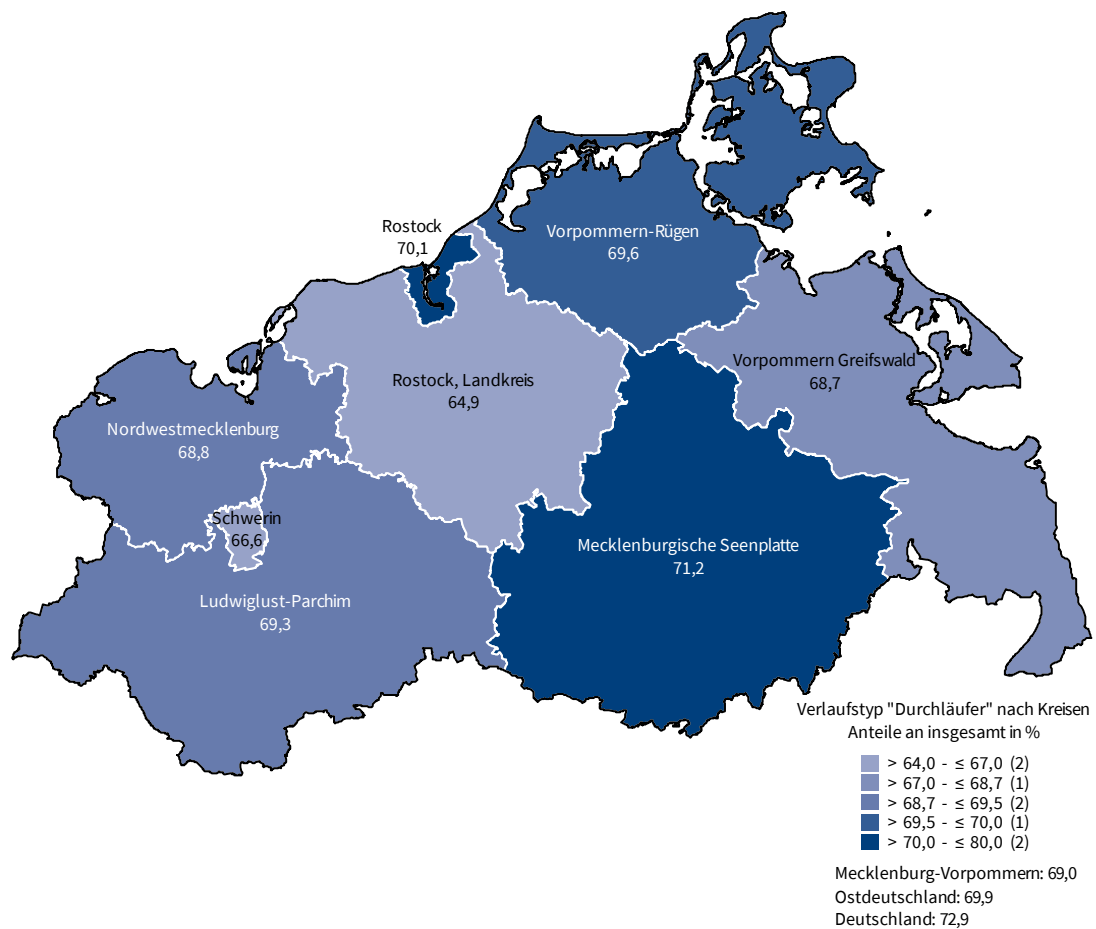 Rostock
70,1
Vorpommern-Rügen
69,6
Vorpommern Greifswald
68,7
Rostock, Landkreis
64,9
Nordwestmecklenburg
68,8
Schwerin
66,6
Mecklenburgische Seenplatte
71,2
Ludwiglust-Parchim
69,3
Verlaufstyp "Durchläufer" nach Kreisen
Anteile an insgesamt in %
> 64,0 - ≤ 67,0 (2)
> 67,0 - ≤ 68,7 (1)
> 68,7 - ≤ 69,5 (2)
> 69,5 - ≤ 70,0 (1)
> 70,0 - ≤ 80,0 (2)
Mecklenburg-Vorpommern: 69,0
Ostdeutschland: 69,9
Deutschland: 72,9